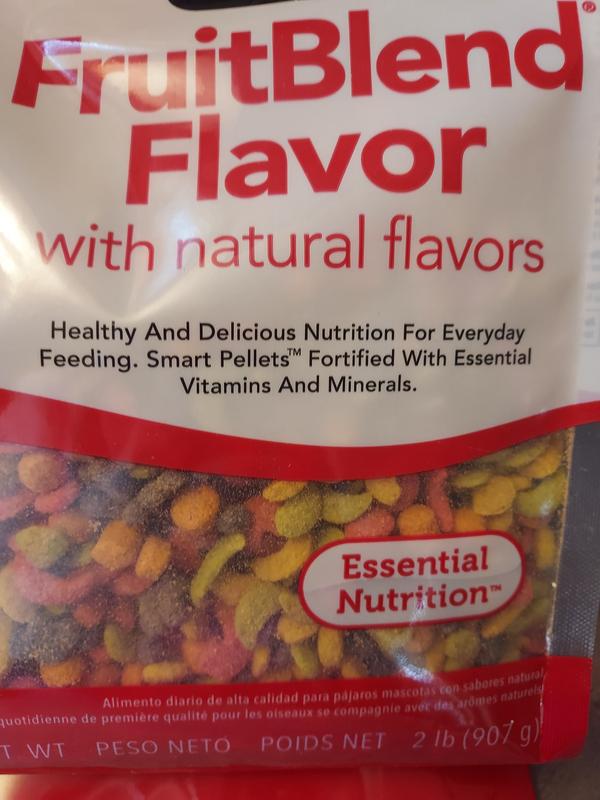 FruitBlend®
Flavor
with natural flavors
Healthy And Delicious Nutrition For Everyday
Feeding. Smart Pellets™ Fortified With Essential
Vitamins And Minerals.
Essential
Nutrition™
Alimento diario de alta calidad para pájaros mascotas con sabores natural
quotidienne de première qualité pour les oiseaux se compagnie avec des arômes naturels
T WT PESO NETO POIDS NET 2 lb (907 g)